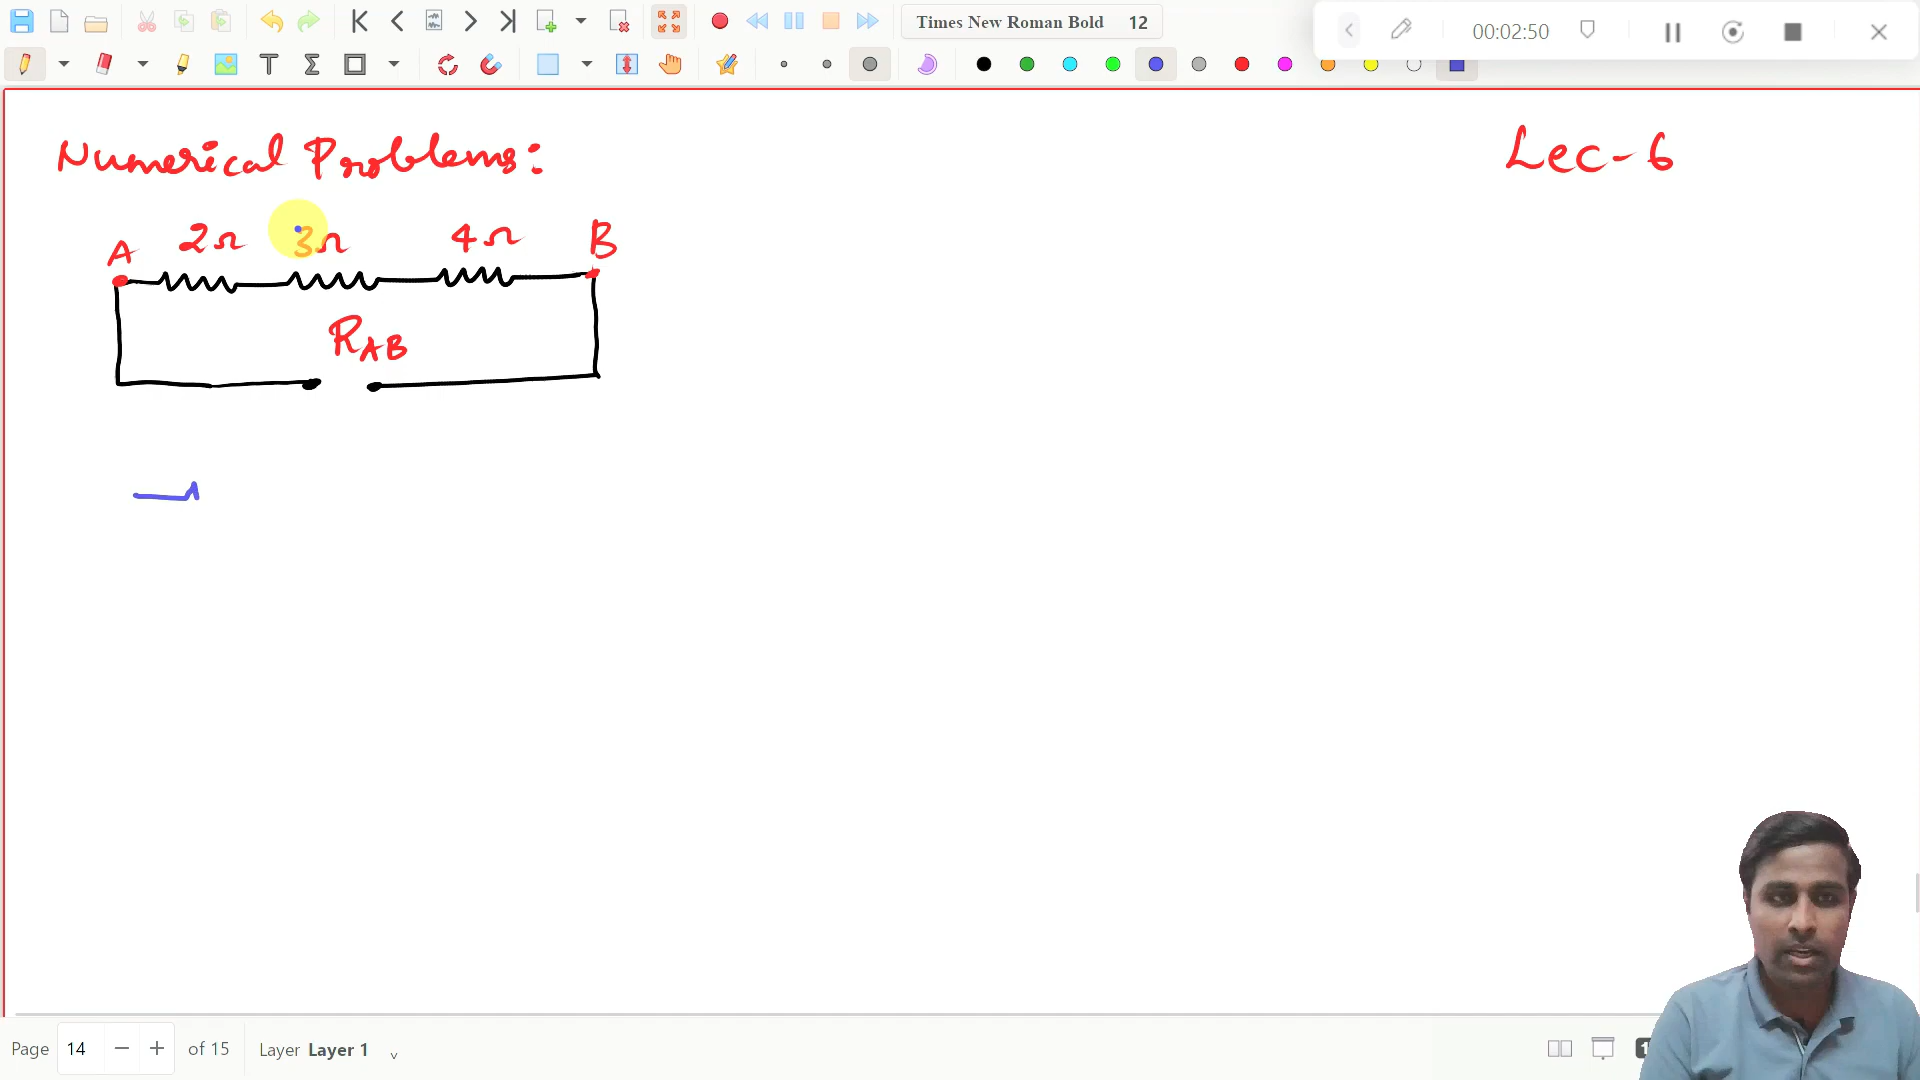 Times New Roman Bold 12
00:02:50
Numerical Problems:
Lec-6
A 2Ω 3Ω 4Ω B
RAB
Page 14 of 15 Layer Layer 1